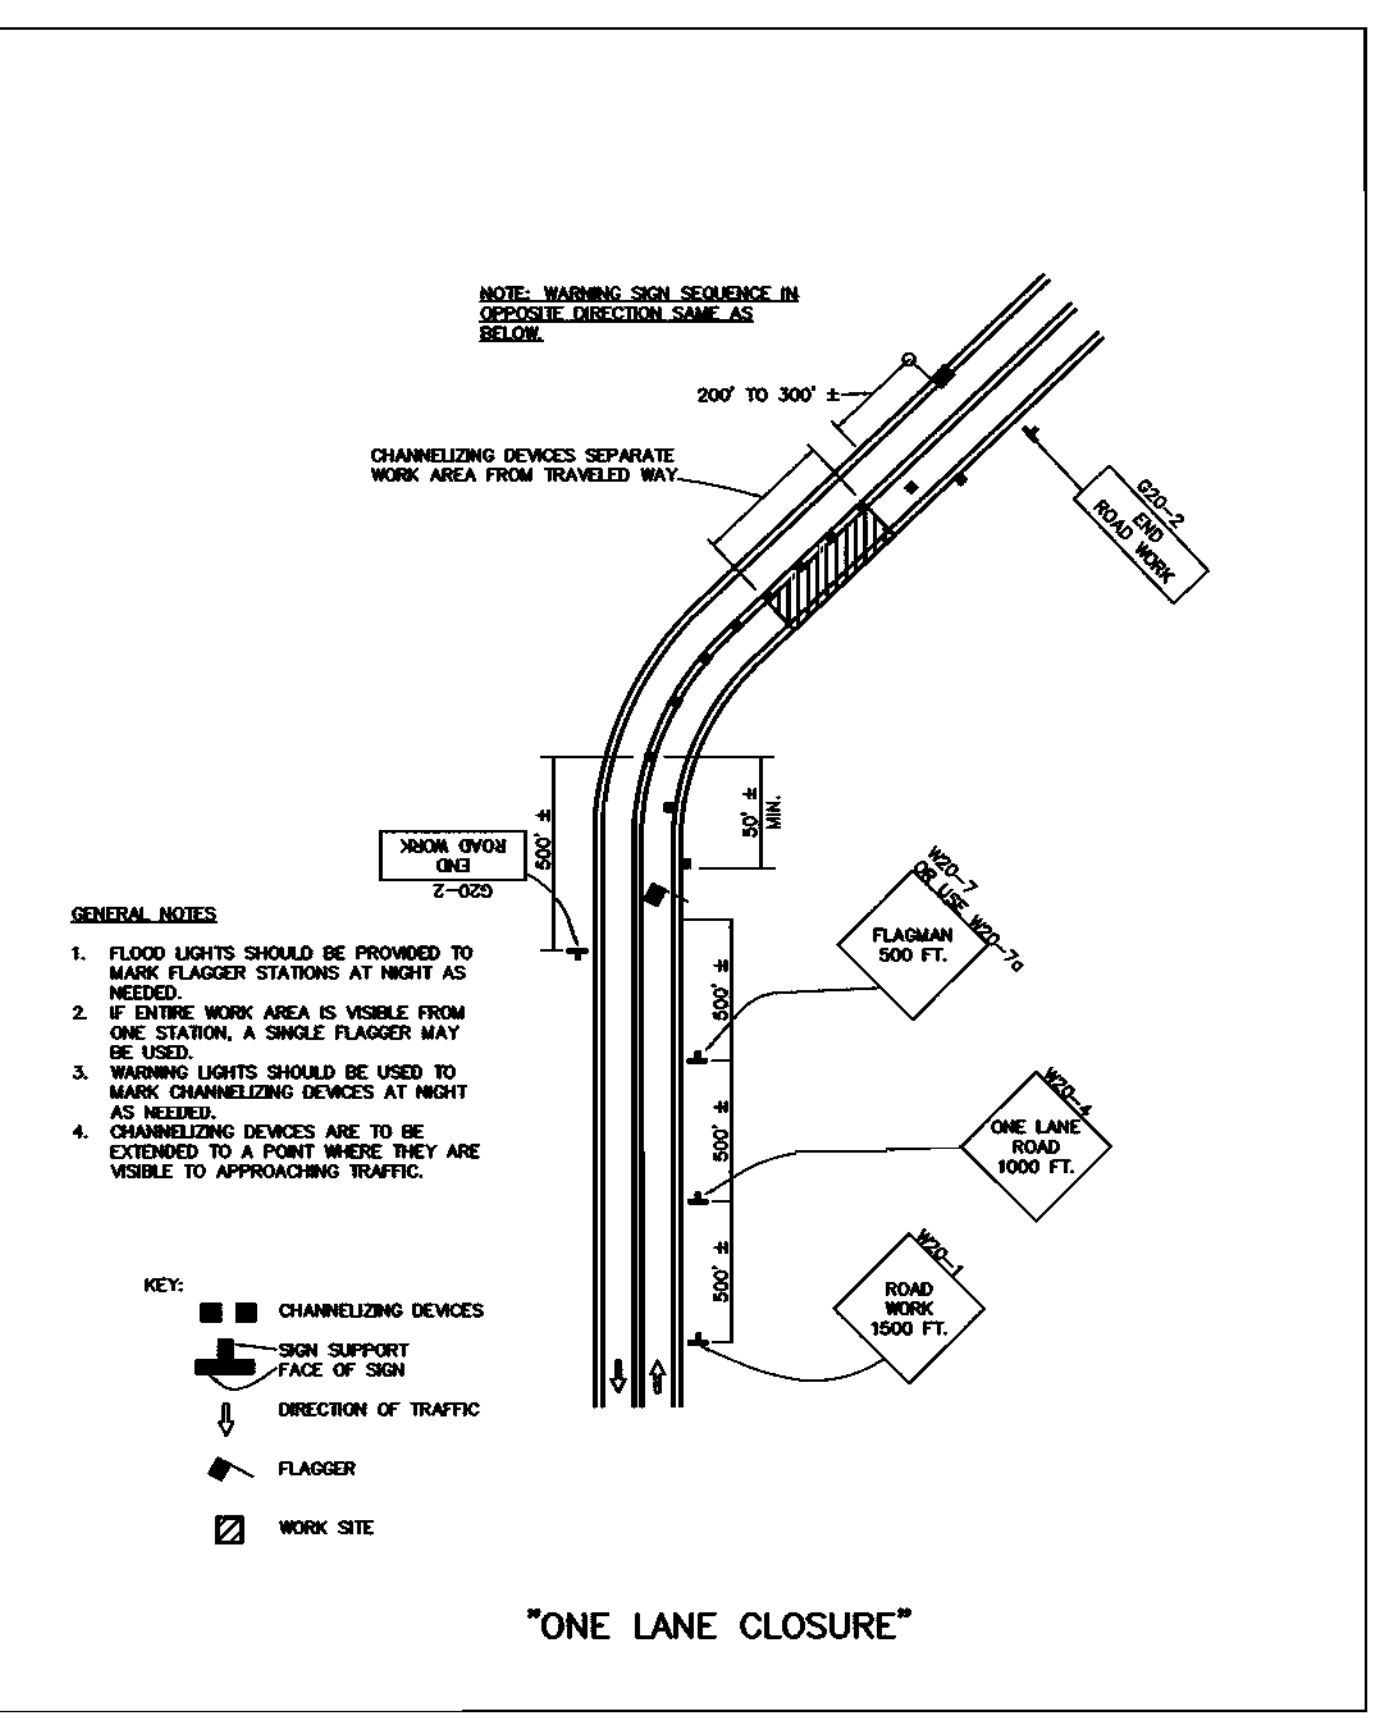 NOTE: WARNING SIGN SEQUENCE IN
OPPOSITE DIRECTION SAME AS
BELOW.
200' TO 300' ±
CHANNELIZING DEVICES SEPARATE
WORK AREA FROM TRAVELED WAY
G20-2
END
ROAD WORK
500' ±
50' ±
MIN.
G20-2
END
ROAD WORK
W20-7
OR USE W20-7a
FLAGMAN
500 FT.
GENERAL NOTES
1. FLOOD LIGHTS SHOULD BE PROVIDED TO
MARK FLAGGER STATIONS AT NIGHT AS
NEEDED.
2. IF ENTIRE WORK AREA IS VISIBLE FROM
ONE STATION, A SINGLE FLAGGER MAY
BE USED.
3. WARNING LIGHTS SHOULD BE USED TO
MARK CHANNELIZING DEVICES AT NIGHT
AS NEEDED.
4. CHANNELIZING DEVICES ARE TO BE
EXTENDED TO A POINT WHERE THEY ARE
VISIBLE TO APPROACHING TRAFFIC.
500' ±
500' ±
500' ±
W20-4
ONE LANE
ROAD
1000 FT.
W20-1
ROAD
WORK
1500 FT.
KEY:
CHANNELIZING DEVICES
SIGN SUPPORT
FACE OF SIGN
DIRECTION OF TRAFFIC
FLAGGER
WORK SITE
"ONE LANE CLOSURE"